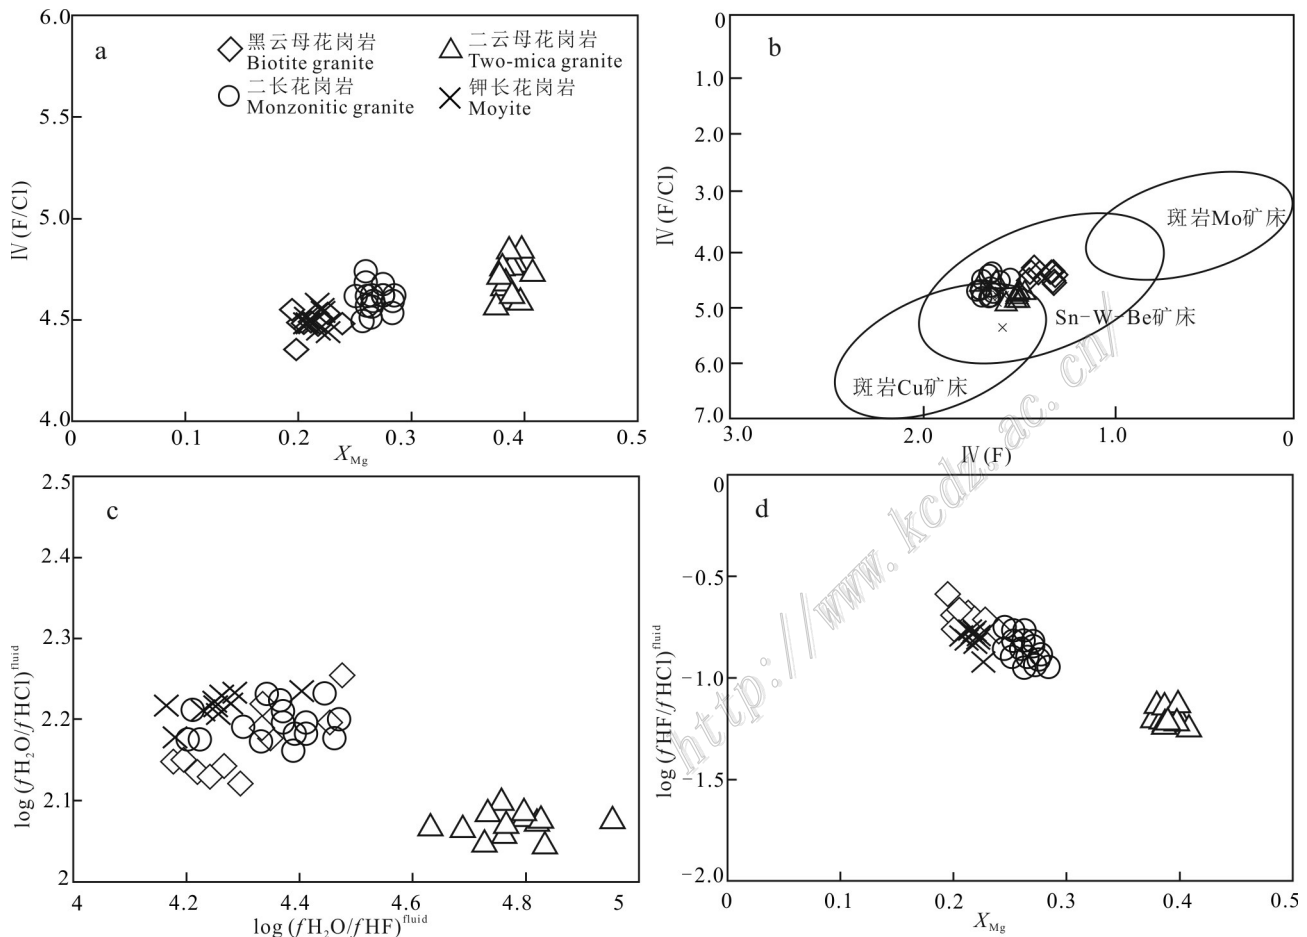 a
6.0
5.5
5.0
4.5
4.0
Ⅳ(F/Cl)
黑云母花岗岩
Biotite granite
二云母花岗岩
Two-mica granite
二长花岗岩
Monzonitic granite
钾长花岗岩
Moyite
0
0.1
0.2
0.3
0.4
0.5
XMg
b
0
1.0
2.0
3.0
4.0
5.0
6.0
7.0
Ⅳ(F/Cl)
斑岩Mo矿床
Sn-W-Be矿床
斑岩Cu矿床
3.0
2.0
1.0
0
Ⅳ(F)
c
2.5
2.4
2.3
2.2
2.1
2
log(fH2O/fHCl)fluid
4
4.2
4.4
4.6
4.8
5
log(fH2O/fHF)fluid
d
0
-0.5
-1.0
-1.5
-2.0
log(fHF/fHCl)fluid
0
0.1
0.2
0.3
0.4
0.5
XMg
http://www.kcdz.ac.cn/